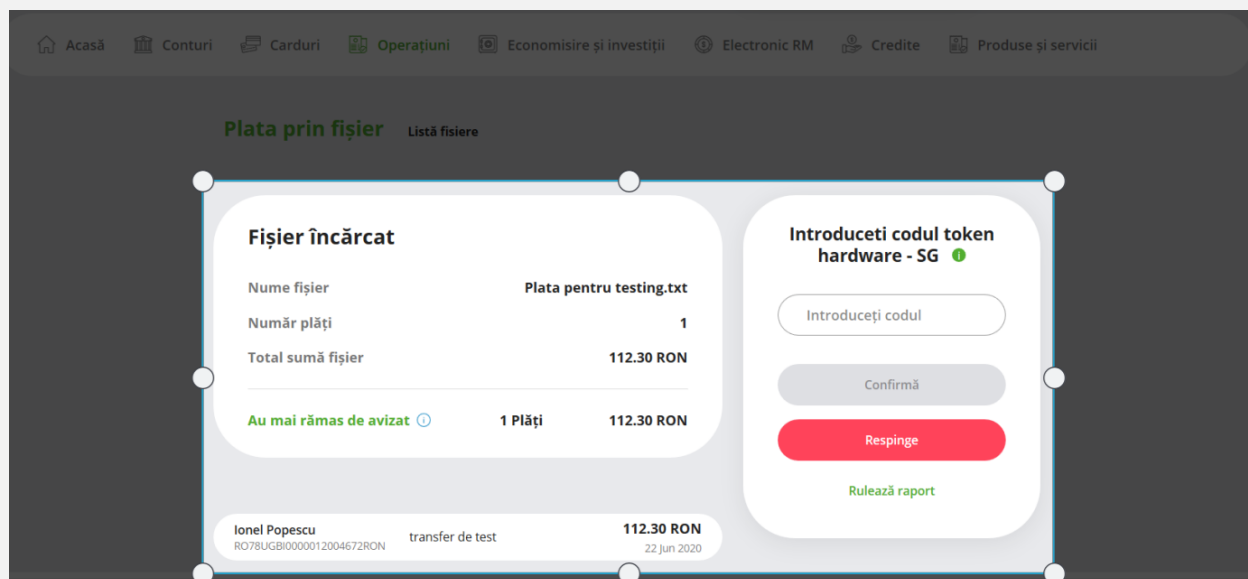 Acasă Conturi Carduri Operațiuni Economisire și investiții Electronic RM Credite Produse și servicii
Plata prin fișier Listă fisiere
Fișier încărcat
Nume fișier Plata pentru testing.txt
Număr plăți 1
Total sumă fișier 112.30 RON
Au mai rămas de avizat 1 Plăți 112.30 RON
Introduceti codul token
hardware - SG
Introduceți codul
Confirmă
Respinge
Rulează raport
Ionel Popescu transfer de test 112.30 RON
RO78UGBI0000012004672RON 22 Jun 2020